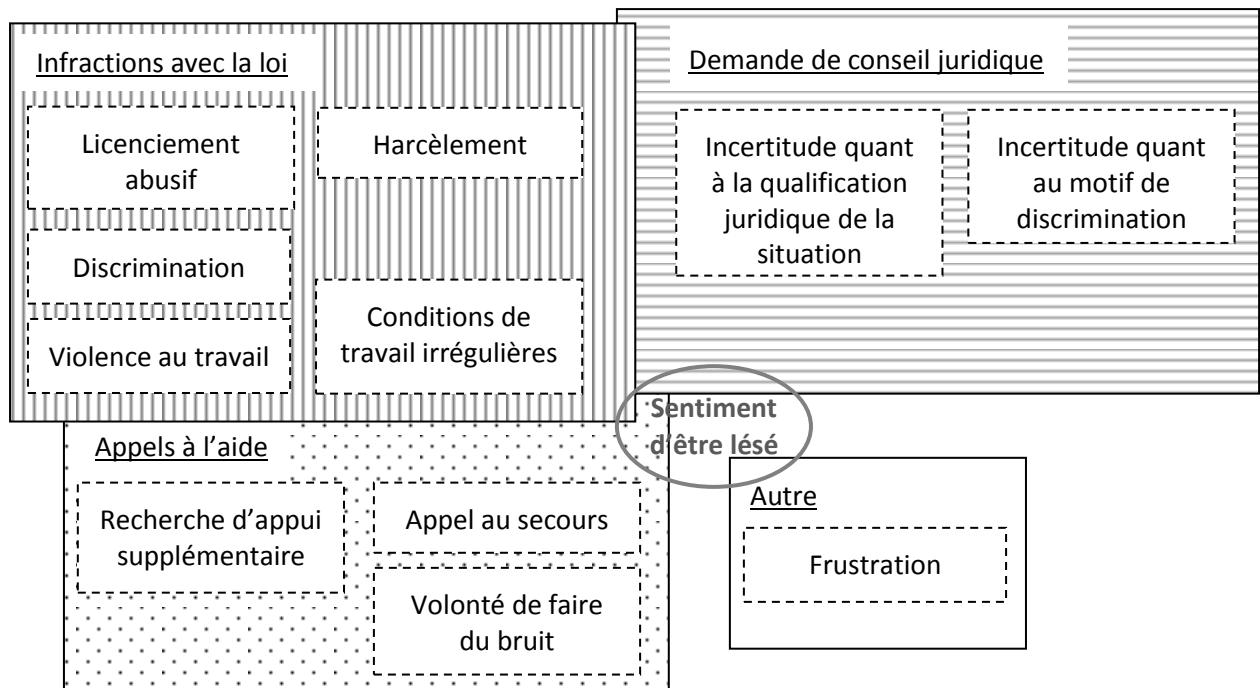 Infractions avec la loi
Licenciement
abusif
Harcèlement
Discrimination
Violence au travail
Conditions de
travail irrégulières
Demande de conseil juridique
Incertitude quant
à la qualification
juridique de la
situation
Incertitude quant
au motif de
discrimination
Sentiment
d’être lésé
Appels à l’aide
Recherche d’appui
supplémentaire
Appel au secours
Volonté de faire
du bruit
Autre
Frustration